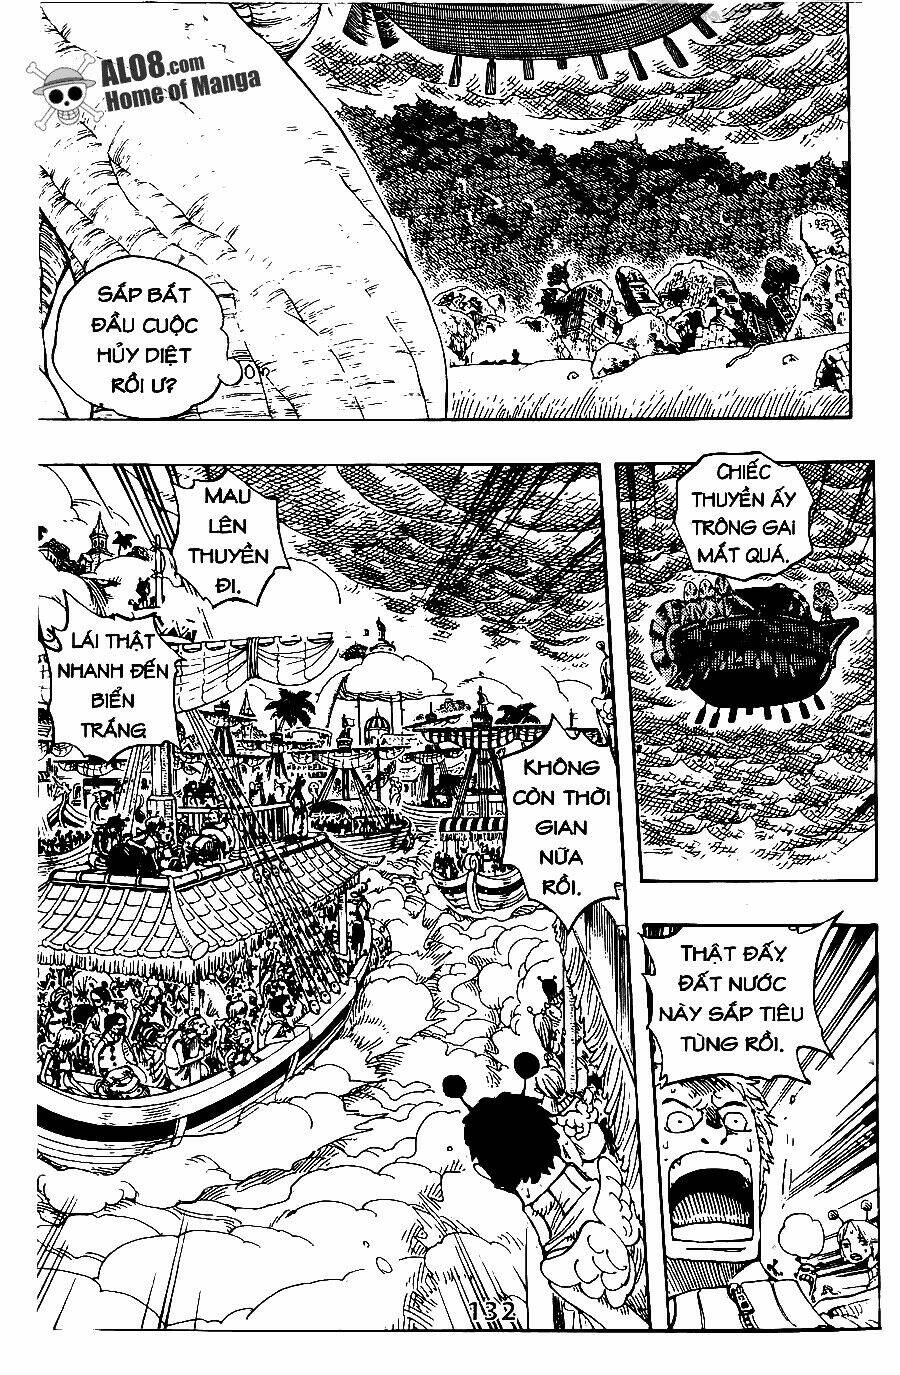 AL08.com
Home of Manga
SẮP BẮT
ĐẦU CUỘC
HỦY DIỆT
RỒI Ư?
CHIẾC
THUYỀN ẤY
TRÔNG GAI
MẮT QUÁ.
MAU
LÊN
THUYỀN
ĐI.
LÁI THẬT
NHANH ĐẾN
BIỂN
TRẮNG
KHÔNG
CÒN THỜI
GIAN
NỮA
RỒI.
THẬT ĐẤY.
ĐẤT NƯỚC
NÀY SẮP TIÊU
TÙNG RỒI.
132